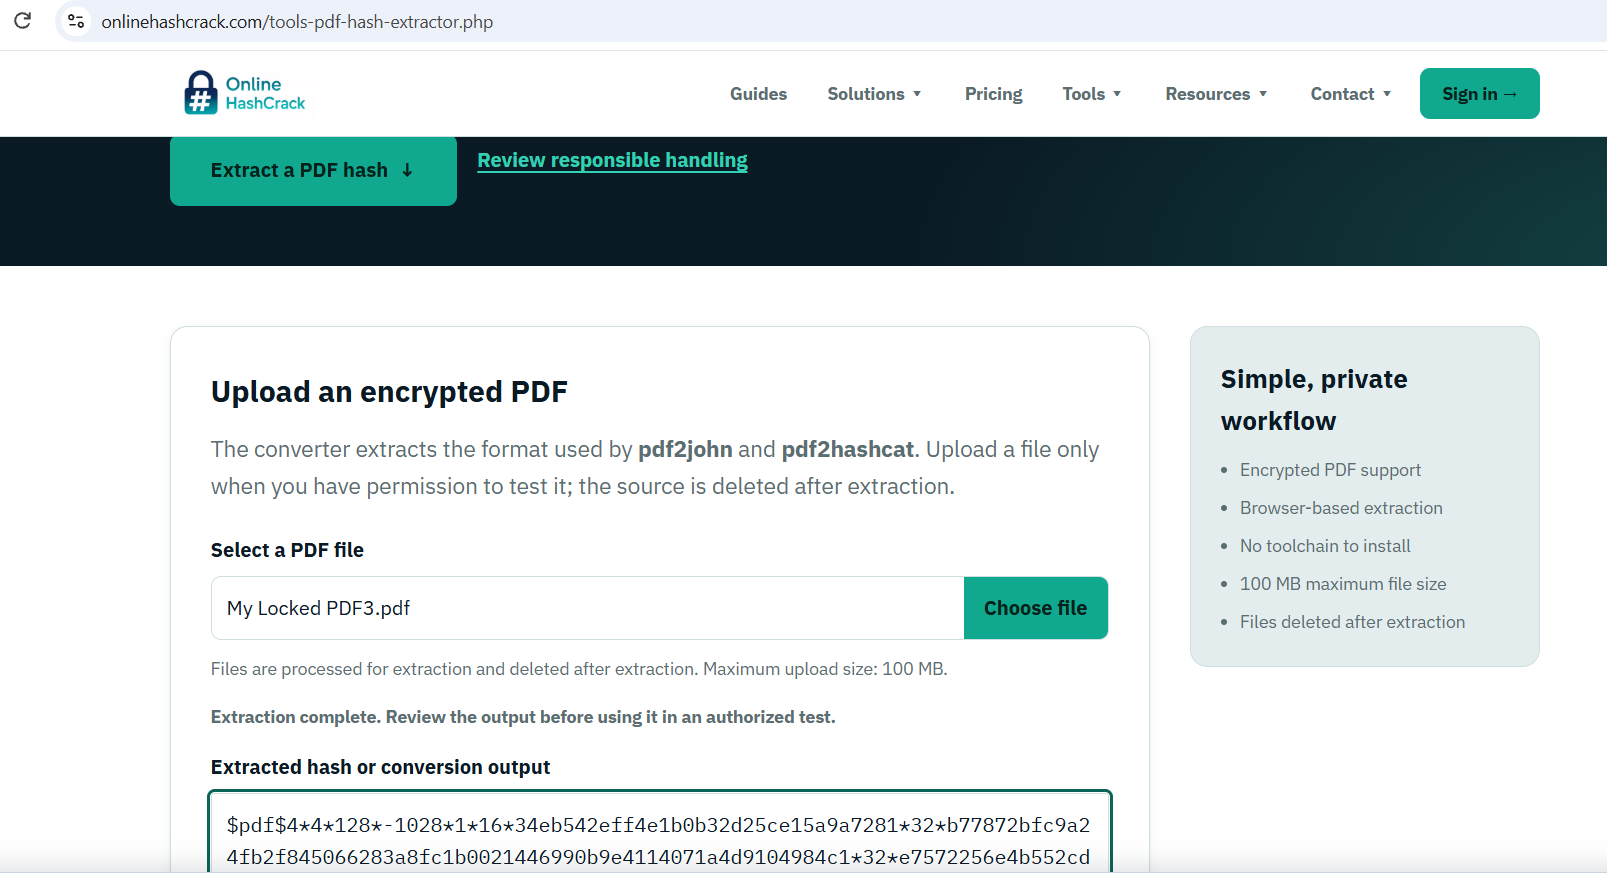 onlinehashcrack.com/tools-pdf-hash-extractor.php
Online
HashCrack
Guides
Solutions
Pricing
Tools
Resources
Contact
Sign in →
Extract a PDF hash ↓
Review responsible handling
Upload an encrypted PDF
The converter extracts the format used by pdf2john and pdf2hashcat. Upload a file only
when you have permission to test it; the source is deleted after extraction.
Select a PDF file
My Locked PDF3.pdf
Choose file
Files are processed for extraction and deleted after extraction. Maximum upload size: 100 MB.
Extraction complete. Review the output before using it in an authorized test.
Extracted hash or conversion output
$pdf$4*4*128*-1028*1*16*34eb542eff4e1b0b32d25ce15a9a7281*32*b77872bfc9a2
4fb2f845066283a8fc1b0021446990b9e4114071a4d9104984c1*32*e7572256e4b552cd
Simple, private
workflow
• Encrypted PDF support
• Browser-based extraction
• No toolchain to install
• 100 MB maximum file size
• Files deleted after extraction